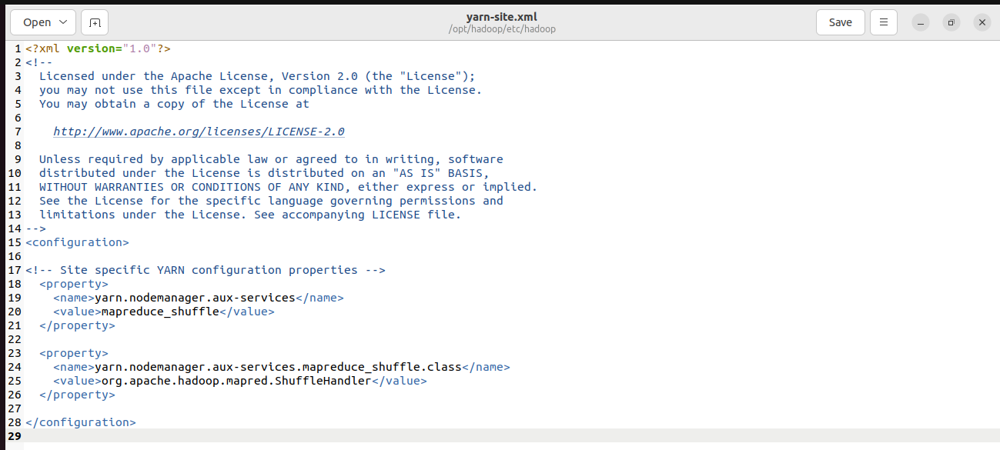 Open
yarn-site.xml
/opt/hadoop/etc/hadoop
Save
1 <?xml version="1.0"?>
2 <!--
3   Licensed under the Apache License, Version 2.0 (the "License");
4   you may not use this file except in compliance with the License.
5   You may obtain a copy of the License at
6
7     http://www.apache.org/licenses/LICENSE-2.0
8
9   Unless required by applicable law or agreed to in writing, software
10   distributed under the License is distributed on an "AS IS" BASIS,
11   WITHOUT WARRANTIES OR CONDITIONS OF ANY KIND, either express or implied.
12   See the License for the specific language governing permissions and
13   limitations under the License. See accompanying LICENSE file.
14 -->
15 <configuration>
16
17 <!-- Site specific YARN configuration properties -->
18   <property>
19     <name>yarn.nodemanager.aux-services</name>
20     <value>mapreduce_shuffle</value>
21   </property>
22
23   <property>
24     <name>yarn.nodemanager.aux-services.mapreduce_shuffle.class</name>
25     <value>org.apache.hadoop.mapred.ShuffleHandler</value>
26   </property>
27
28 </configuration>
29